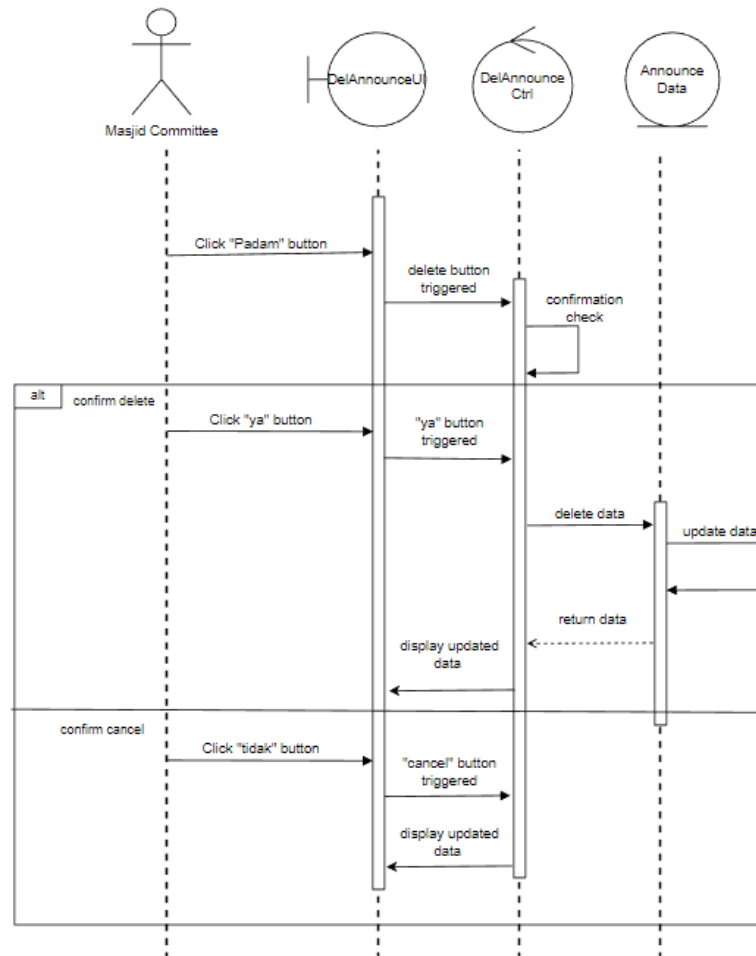 Masjid Committee
DelAnnounceUI
DelAnnounce
Ctrl
Announce
Data
Click "Padam" button
delete button
triggered
confirmation
check
alt
confirm delete
Click "ya" button
"ya" button
triggered
delete data
update data
return data
display updated
data
confirm cancel
Click "tidak" button
"cancel" button
triggered
display updated
data